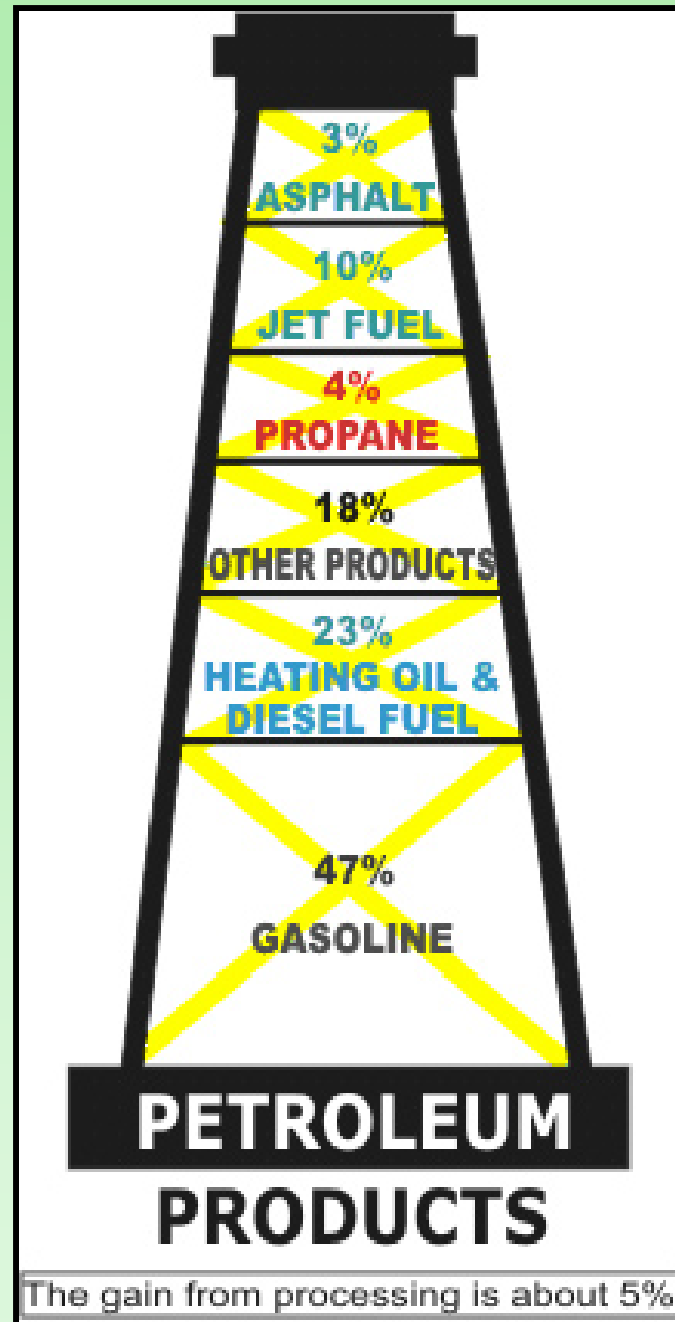 3%
ASPHALT
10%
JET FUEL
4%
PROPANE
18%
OTHER PRODUCTS
23%
HEATING OIL &
DIESEL FUEL
47%
GASOLINE
PETROLEUM
PRODUCTS
The gain from processing is about 5%